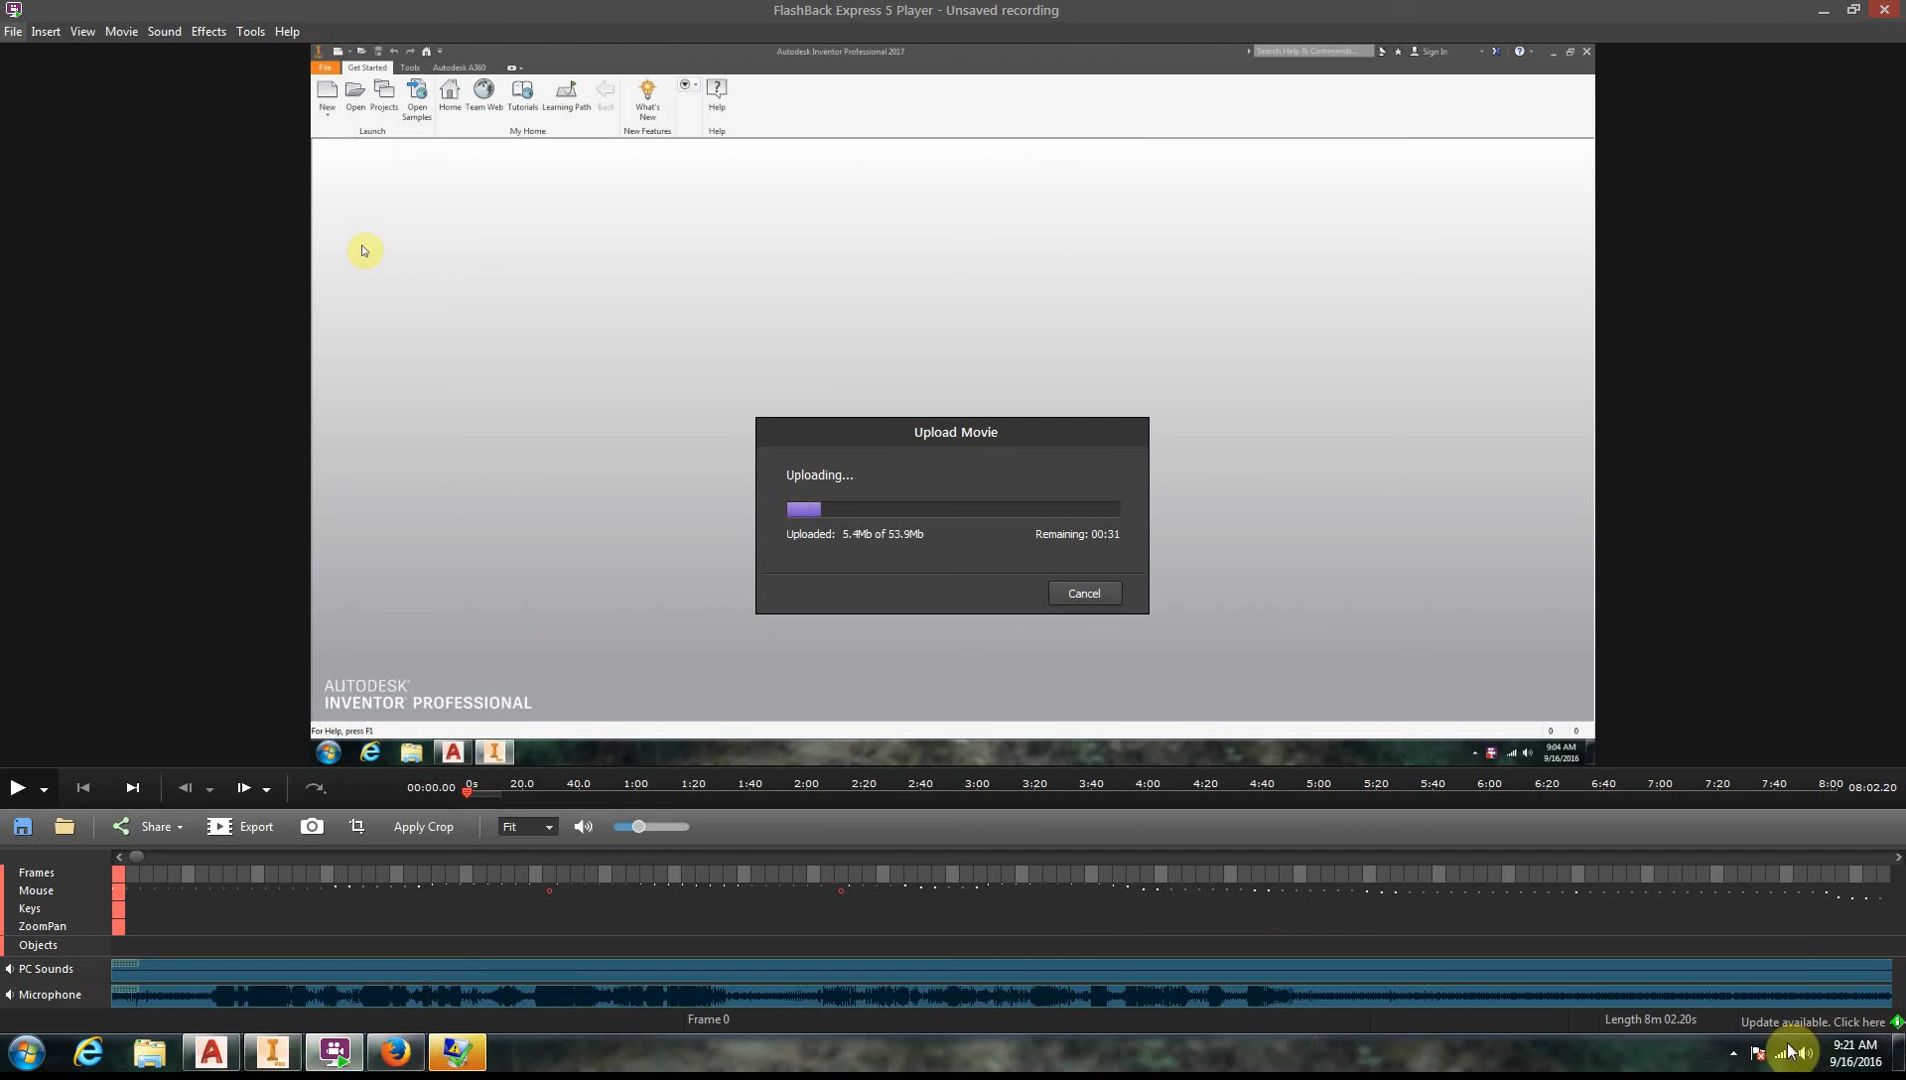 FlashBack Express 5 Player - Unsaved recording
File Insert View Movie Sound Effects Tools Help
Autodesk Inventor Professional 2017
Search Help & Commands... Sign In
File Get Started Tools Autodesk A360
New Open Projects Open Samples Home Team Web Tutorials Learning Path Back What's New Help
Launch My Home New Features Help
Upload Movie
Uploading...
Uploaded: 5.4Mb of 53.9Mb Remaining: 00:31
Cancel
AUTODESK®
INVENTOR® PROFESSIONAL
For Help, press F1 0 0
9:04 AM
9/16/2016
00:00.00 0s 20.0 40.0 1:00 1:20 1:40 2:00 2:20 2:40 3:00 3:20 3:40 4:00 4:20 4:40 5:00 5:20 5:40 6:00 6:20 6:40 7:00 7:20 7:40 8:00 08:02.20
Share Export Apply Crop Fit
Frames
Mouse
Keys
ZoomPan
Objects
PC Sounds
Microphone
Frame 0 Length 8m 02.20s Update available. Click here
9:21 AM
9/16/2016